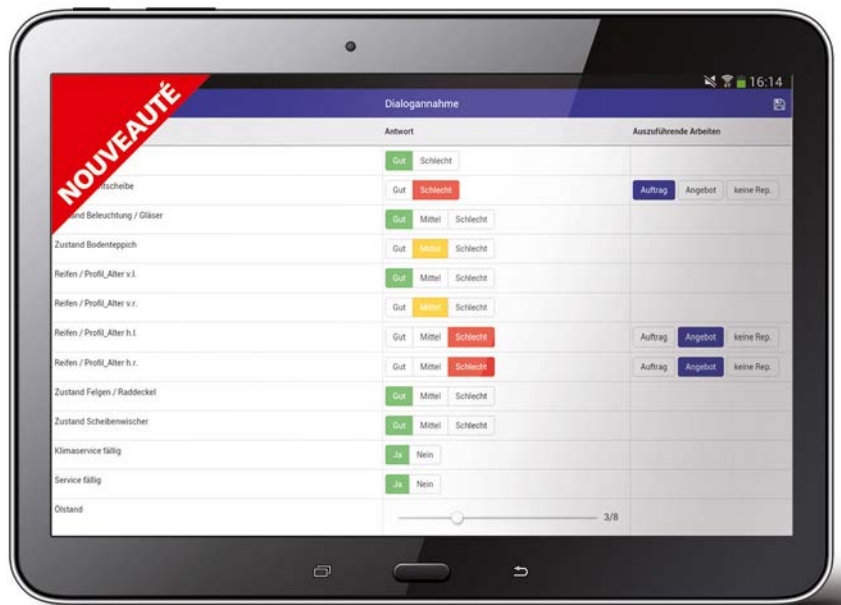 NOUVEAUTÉ
16:14
Dialogannahme
Antwort Auszuführende Arbeiten
Gut Schlecht
Gut Schlecht Auftrag Angebot keine Rep.
Beleuchtung / Gläser Gut Mittel Schlecht
Zustand Bodenteppich Gut Mittel Schlecht
Reifen / Profil_Alter v.l. Gut Mittel Schlecht
Reifen / Profil_Alter v.r. Gut Mittel Schlecht
Reifen / Profil_Alter h.l. Gut Mittel Schlecht Auftrag Angebot keine Rep.
Reifen / Profil_Alter h.r. Gut Mittel Schlecht Auftrag Angebot keine Rep.
Zustand Felgen / Raddeckel Gut Mittel Schlecht
Zustand Scheibenwischer Gut Mittel Schlecht
Klimaservice fällig Ja Nein
Service fällig Ja Nein
Ölstand 3/8